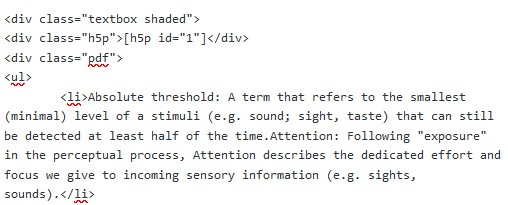 <div class="textbox shaded">
<div class="h5p">[h5p id="1"]</div>
<div class="pdf">
<ul>
<li>Absolute threshold: A term that refers to the smallest
(minimal) level of a stimuli (e.g. sound; sight, taste) that can still
be detected at least half of the time.Attention: Following "exposure"
in the perceptual process, Attention describes the dedicated effort and
focus we give to incoming sensory information (e.g. sights,
sounds).</li>